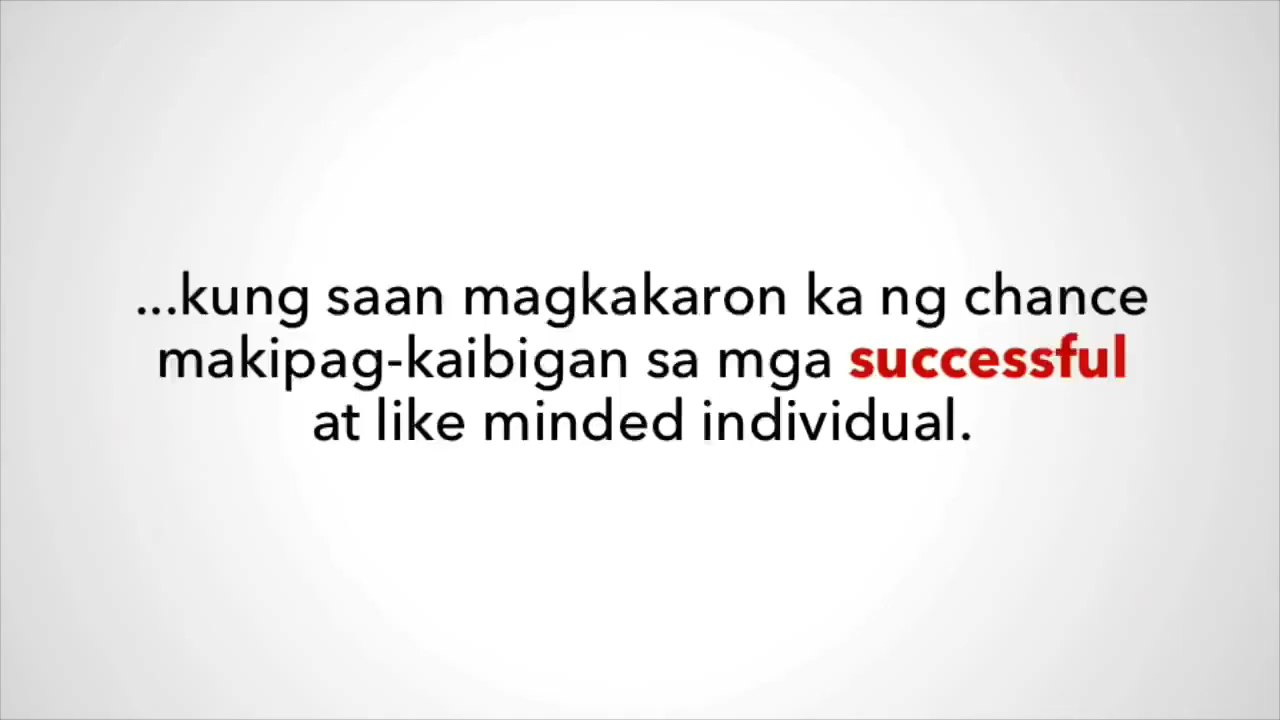 ...kung saan magkakaron ka ng chance
makipag-kaibigan sa mga successful
at like minded individual.